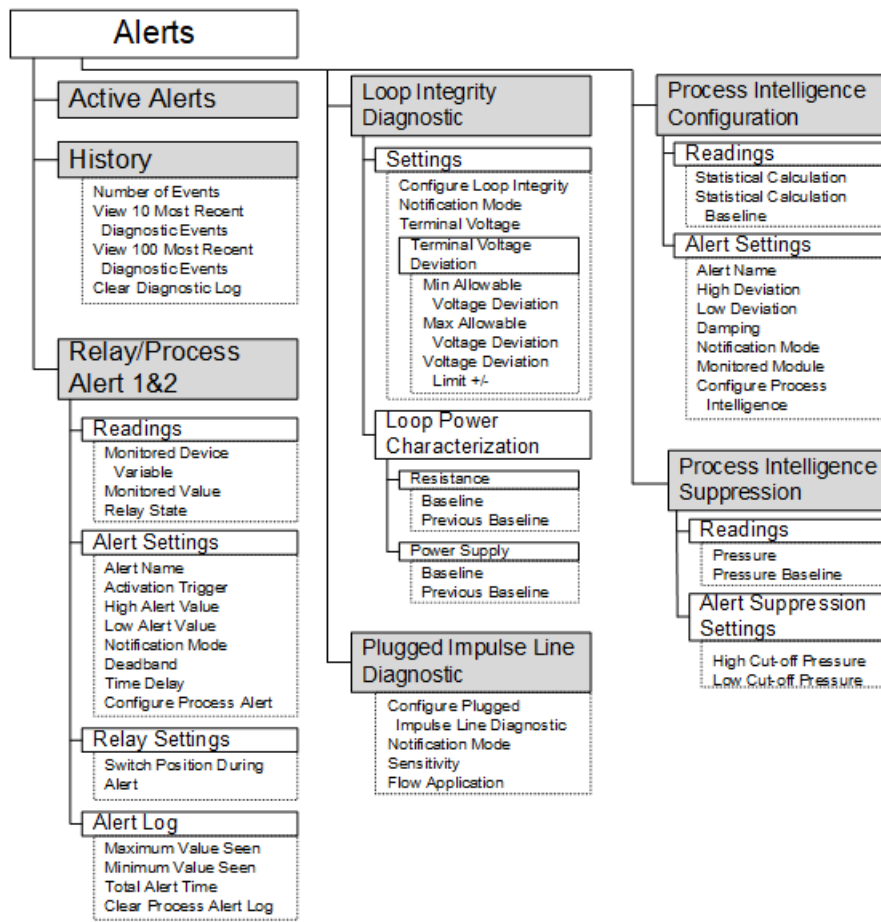 Alerts
Active Alerts
History
Number of Events
View 10 Most Recent
Diagnostic Events
View 100 Most Recent
Diagnostic Events
Clear Diagnostic Log
Relay/Process
Alert 1&2
Readings
Monitored Device
Variable
Monitored Value
Relay State
Alert Settings
Alert Name
Activation Trigger
High Alert Value
Low Alert Value
Notification Mode
Deadband
Time Delay
Configure Process Alert
Relay Settings
Switch Position During
Alert
Alert Log
Maximum Value Seen
Minimum Value Seen
Total Alert Time
Clear Process Alert Log
Loop Integrity
Diagnostic
Settings
Configure Loop Integrity
Notification Mode
Terminal Voltage
Terminal Voltage
Deviation
Min Allowable
Voltage Deviation
Max Allowable
Voltage Deviation
Voltage Deviation
Limit +/-
Loop Power
Characterization
Resistance
Baseline
Previous Baseline
Power Supply
Baseline
Previous Baseline
Plugged Impulse Line
Diagnostic
Configure Plugged
Impulse Line Diagnostic
Notification Mode
Sensitivity
Flow Application
Process Intelligence
Configuration
Readings
Statistical Calculation
Statistical Calculation
Baseline
Alert Settings
Alert Name
High Deviation
Low Deviation
Damping
Notification Mode
Monitored Module
Configure Process
Intelligence
Process Intelligence
Suppression
Readings
Pressure
Pressure Baseline
Alert Suppression
Settings
High Cut-off Pressure
Low Cut-off Pressure